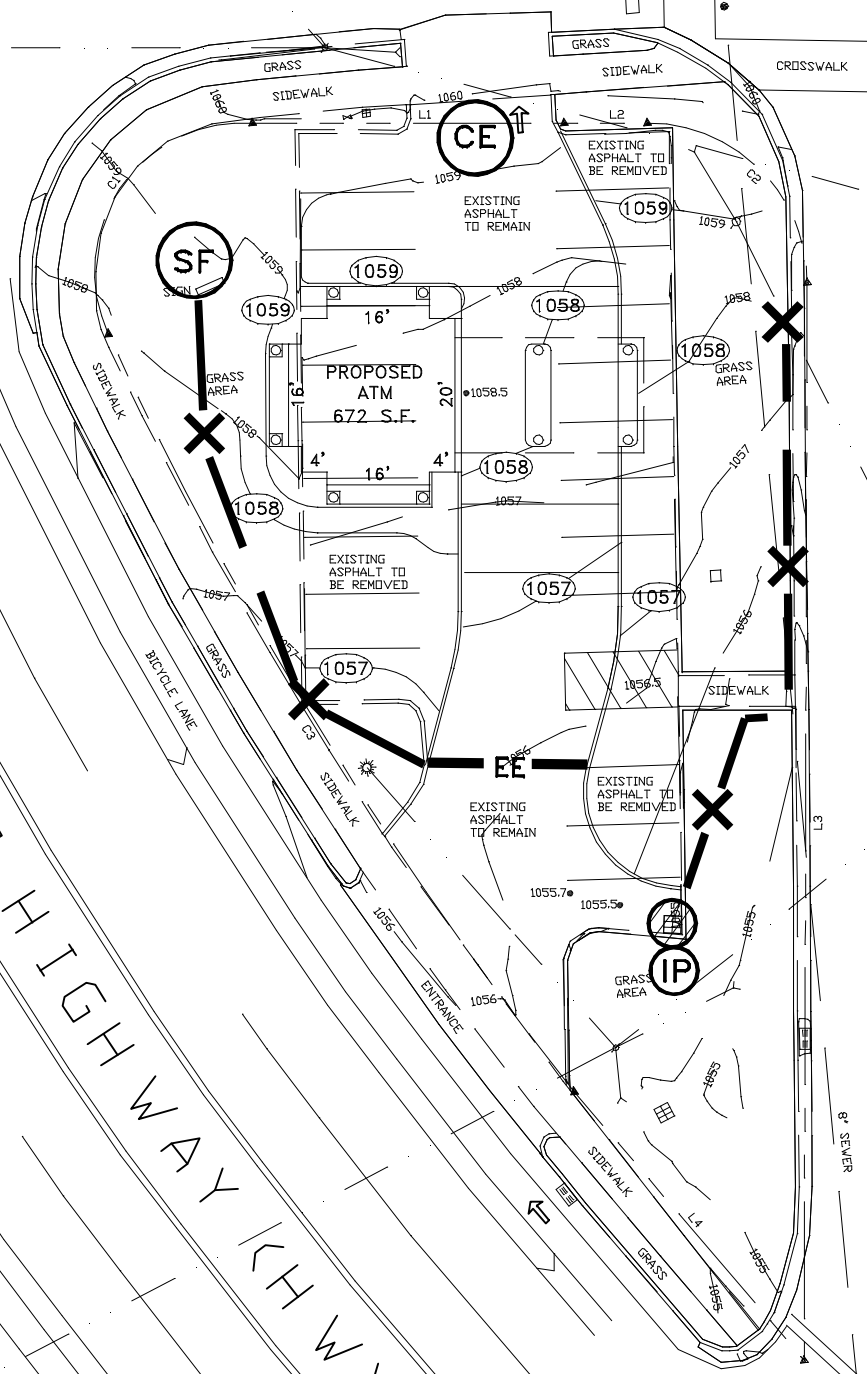 GRASS
SIDEWALK
GRASS
SIDEWALK
CROSSWALK
1060
1060
1060
L1
L2
CE
EXISTING
ASPHALT TO
BE REMOVED
1059
C1
C2
1059
EXISTING
ASPHALT
TO REMAIN
1059
1059
SF
1059
1059
1058
SIGN
1058
1058
1058
1059
16'
1058
SIDEWALK
GRASS
AREA
16'
PROPOSED
ATM
672 S.F.
20'
1058.5
GRASS
AREA
1058
4'
16'
4'
1058
1057
1058
1057
EXISTING
ASPHALT TO
BE REMOVED
1057
1057
1057
1056
GRASS
BICYCLE LANE
1057
1057
1056.5
SIDEWALK
C3
1056
EE
SIDEWALK
EXISTING
ASPHALT TO
BE REMOVED
EXISTING
ASPHALT
TO REMAIN
L3
1055.7
1055.5
1055
1055
1056
IP
GRASS
AREA
ENTRANCE
1056
HIGHWAY (HW
1055
8" SEWER
SIDEWALK
L4
GRASS
1055
1055